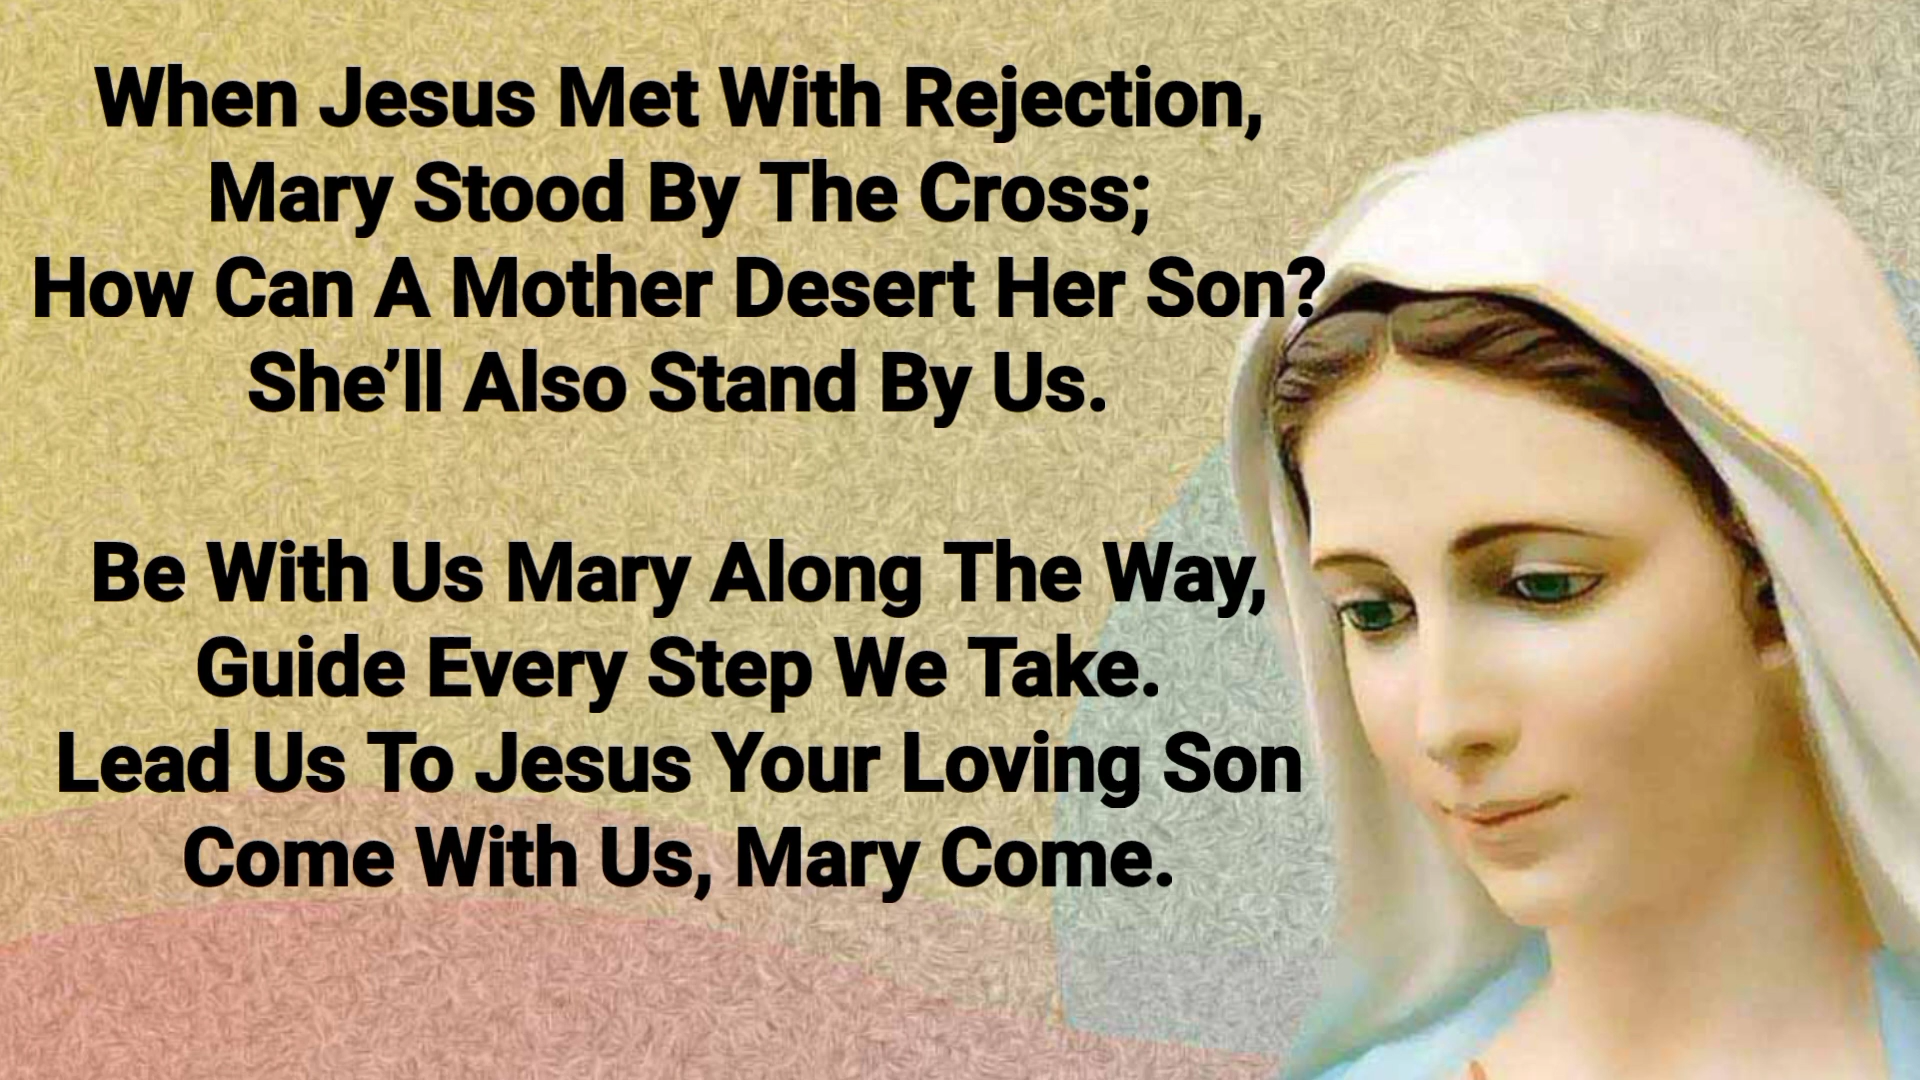 When Jesus Met With Rejection,
Mary Stood By The Cross;
How Can A Mother Desert Her Son?
She’ll Also Stand By Us.
Be With Us Mary Along The Way,
Guide Every Step We Take.
Lead Us To Jesus Your Loving Son
Come With Us, Mary Come.